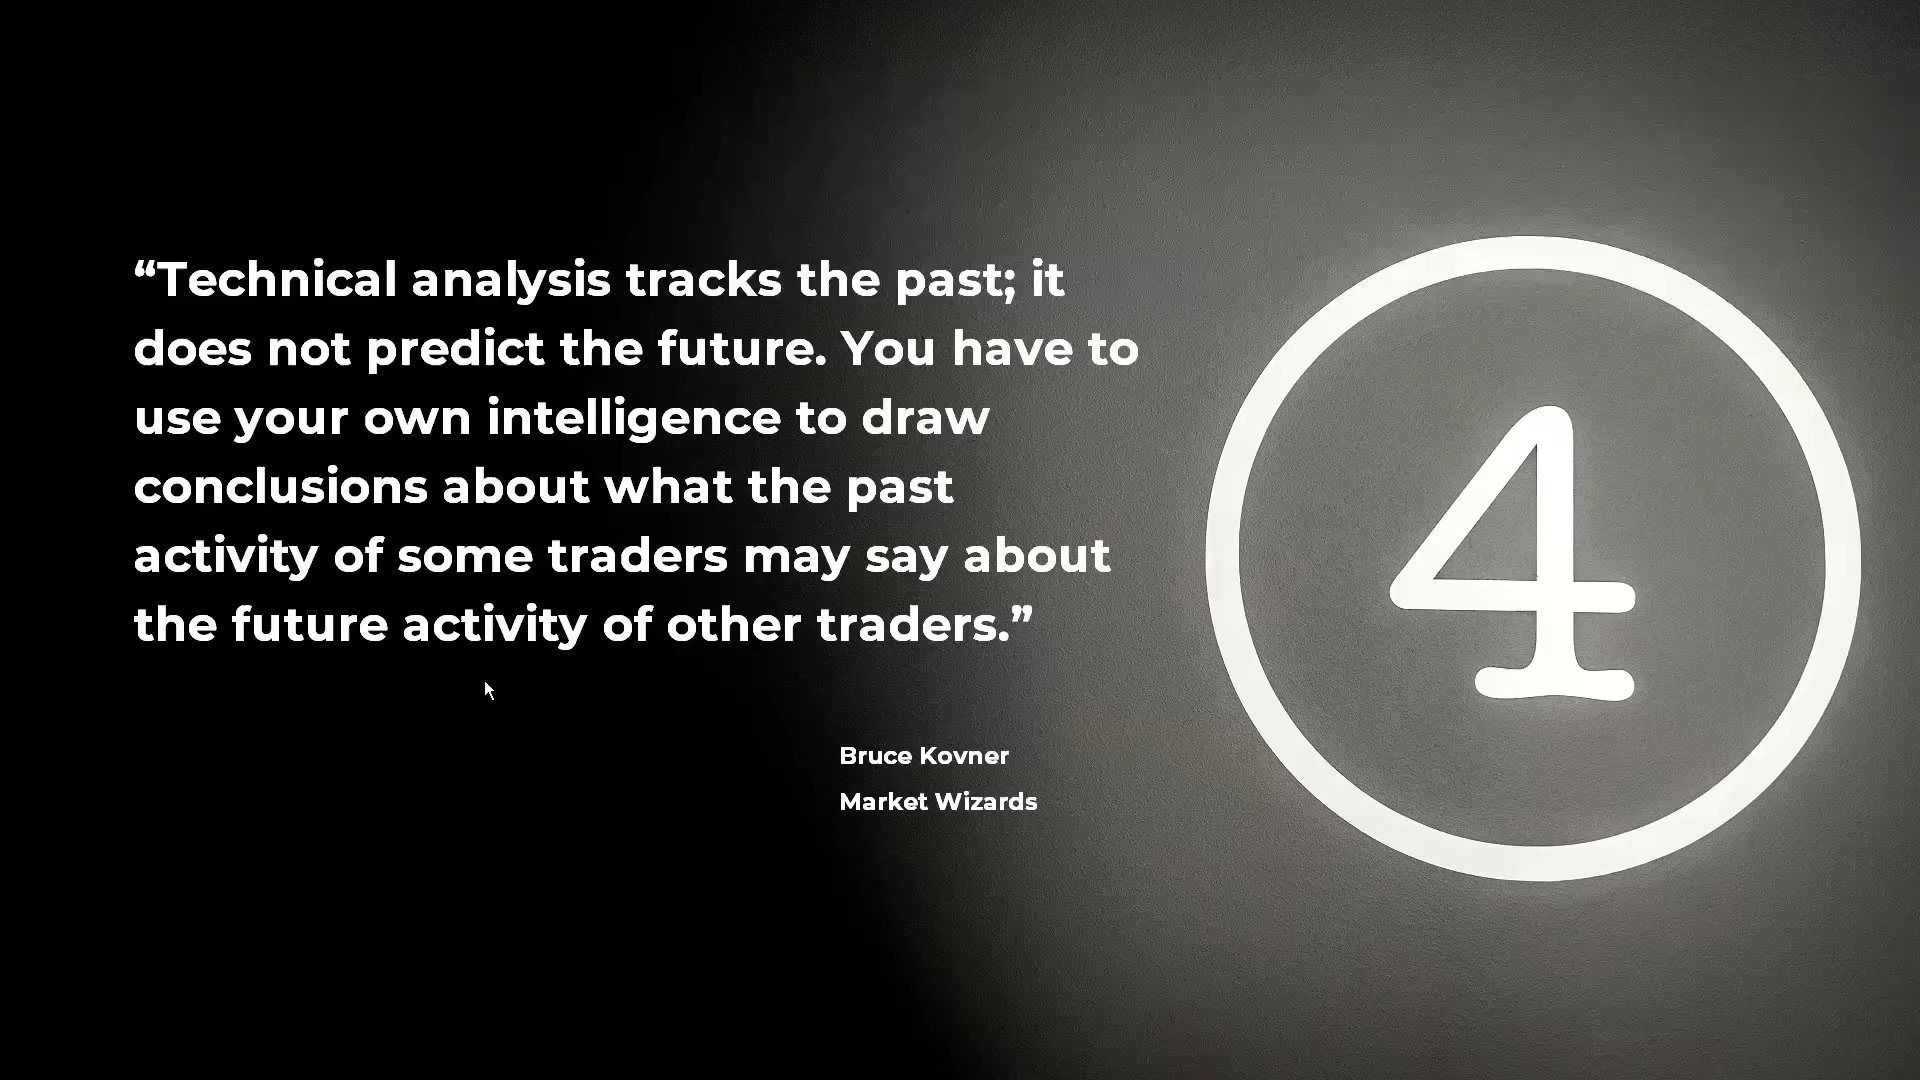 “Technical analysis tracks the past; it
does not predict the future. You have to
use your own intelligence to draw
conclusions about what the past
activity of some traders may say about
the future activity of other traders.”
Bruce Kovner
Market Wizards
4